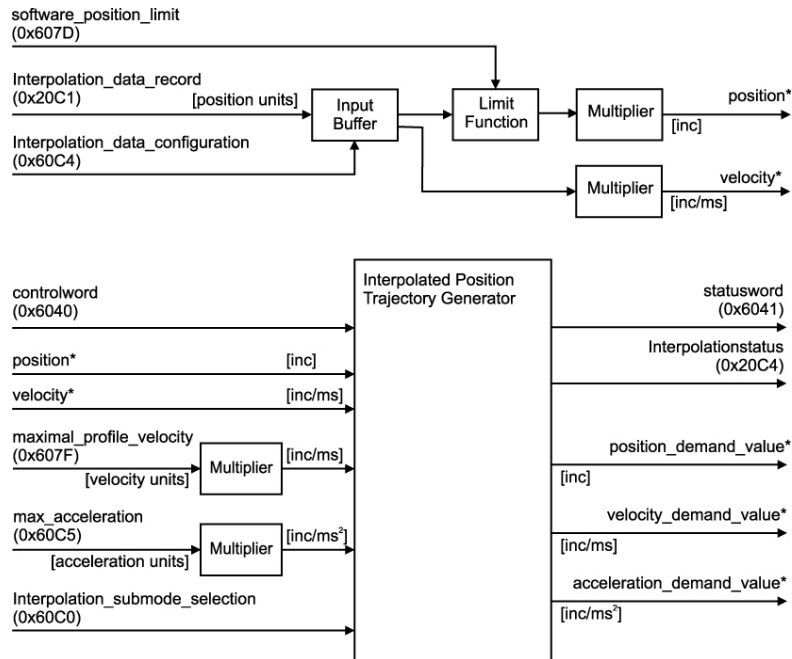 software_position_limit
(0x607D)
Interpolation_data_record
(0x20C1)
[position units]
Input
Buffer
Limit
Function
Multiplier
position*
[inc]
Interpolation_data_configuration
(0x60C4)
Multiplier
velocity*
[inc/ms]
Interpolated Position
Trajectory Generator
controlword
(0x6040)
statusword
(0x6041)
position*
[inc]
Interpolationstatus
(0x20C4)
velocity*
[inc/ms]
maximal_profile_velocity
(0x607F)
[velocity units]
Multiplier
[inc/ms]
position_demand_value*
[inc]
max_acceleration
(0x60C5)
[acceleration units]
Multiplier
[inc/ms²]
velocity_demand_value*
[inc/ms]
Interpolation_submode_selection
(0x60C0)
acceleration_demand_value*
[inc/ms²]